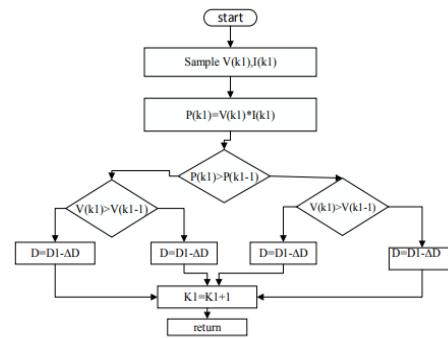 start
Sample V(k1),I(k1)
P(k1)=V(k1)*I(k1)
P(k1)>P(k1-1)
V(k1)>V(k1-1)
V(k1)>V(k1-1)
D=D1-ΔD
D=D1-ΔD
D=D1-ΔD
D=D1-ΔD
K1=K1+1
return